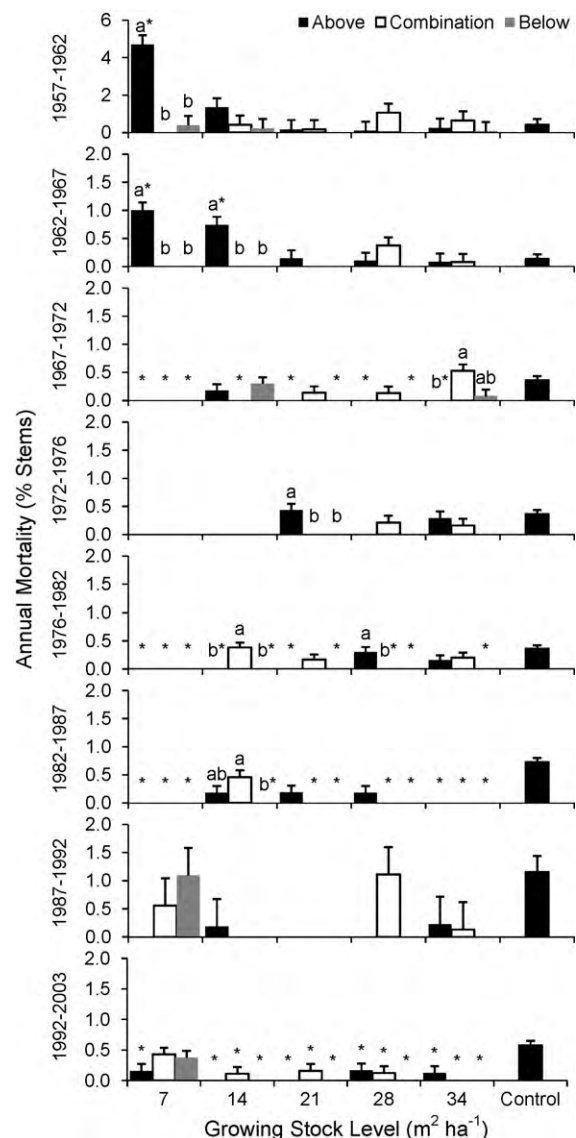 Above Combination Below
Annual Mortality (% Stems)
1957-1962
6
4
2
0
a*
b
b
1962-1967
2.0
1.5
1.0
0.5
0.0
a*
b b
a*
b b
1967-1972
2.0
1.5
1.0
0.5
0.0
* * * * * * * * b* a ab
1972-1976
2.0
1.5
1.0
0.5
0.0
a
b b
1976-1982
2.0
1.5
1.0
0.5
0.0
* * * b* a b* * * a b* * *
1982-1987
2.0
1.5
1.0
0.5
0.0
* * * ab a b* * * * * * * *
1987-1992
2.0
1.5
1.0
0.5
0.0
1992-2003
2.0
1.5
1.0
0.5
0.0
* * * * * * * * * * * * *
7 14 21 28 34 Control
Growing Stock Level (m² ha⁻¹)